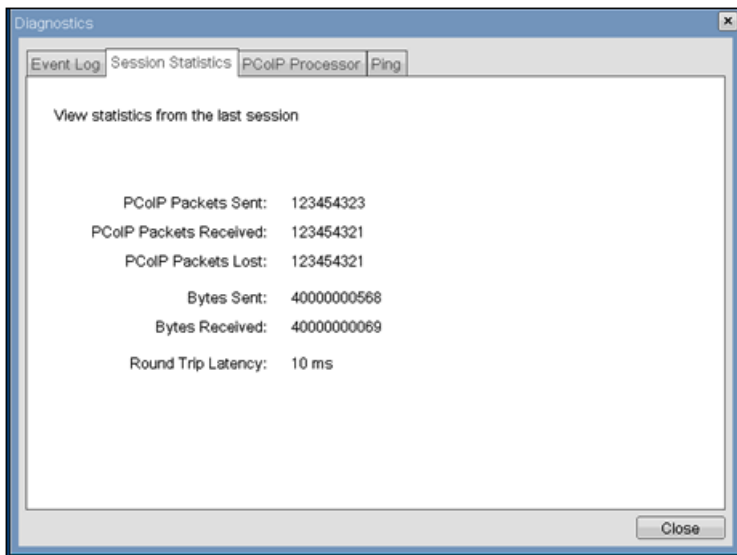 Diagnostics
Event Log Session Statistics PCoIP Processor Ping
View statistics from the last session
PCoIP Packets Sent: 123454323
PCoIP Packets Received: 123454321
PCoIP Packets Lost: 123454321
Bytes Sent: 40000000568
Bytes Received: 40000000069
Round Trip Latency: 10 ms
Close